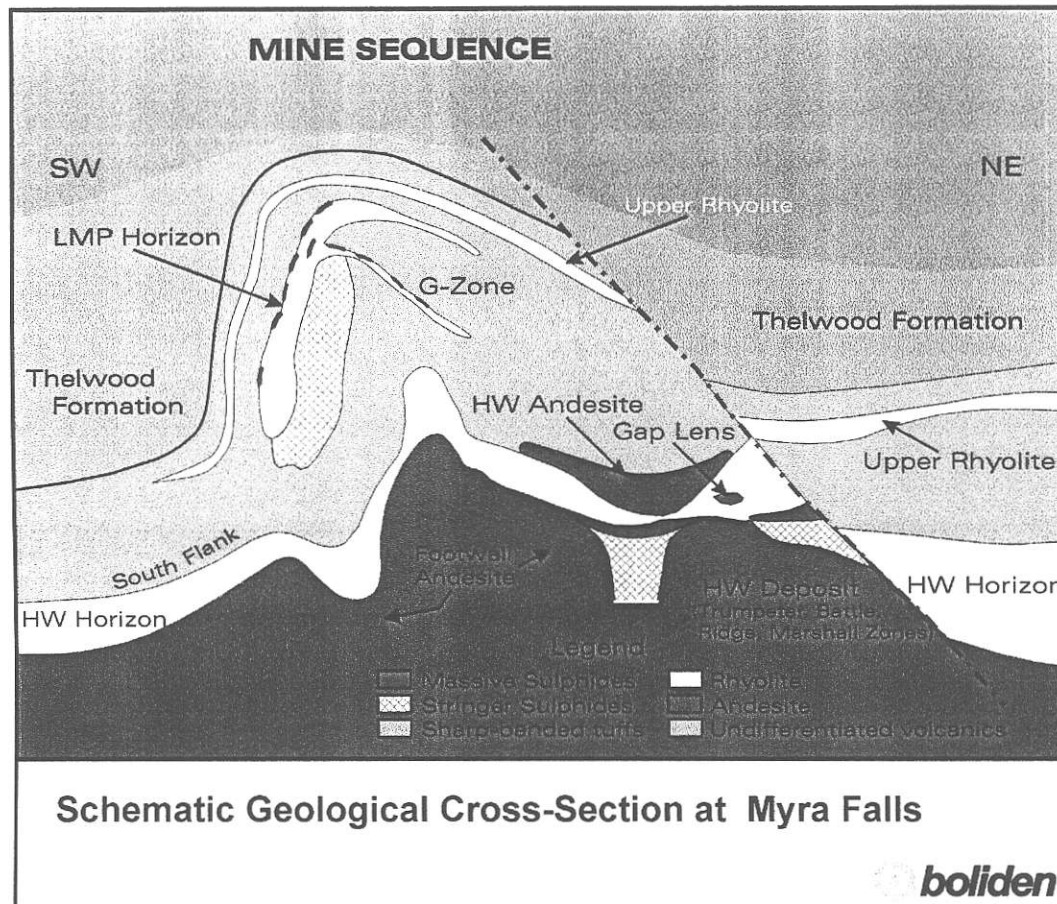 MINE SEQUENCE
SW
NE
Upper Rhyolite
LMP Horizon
G-Zone
Thelwood Formation
Thelwood
Formation
HW Andesite
Gap Lens
Upper Rhyolite
South Flank
Footwall
Andesite
HW Horizon
HW Deposit
(Trumpeter, Battle,
Ridge, Marshall Zones)
HW Horizon
Legend
Massive Sulphides
Rhyolite
Stringer Sulphides
Andesite
Sharp-banded tuffs
Undifferentiated volcanics
Schematic Geological Cross-Section at Myra Falls
boliden